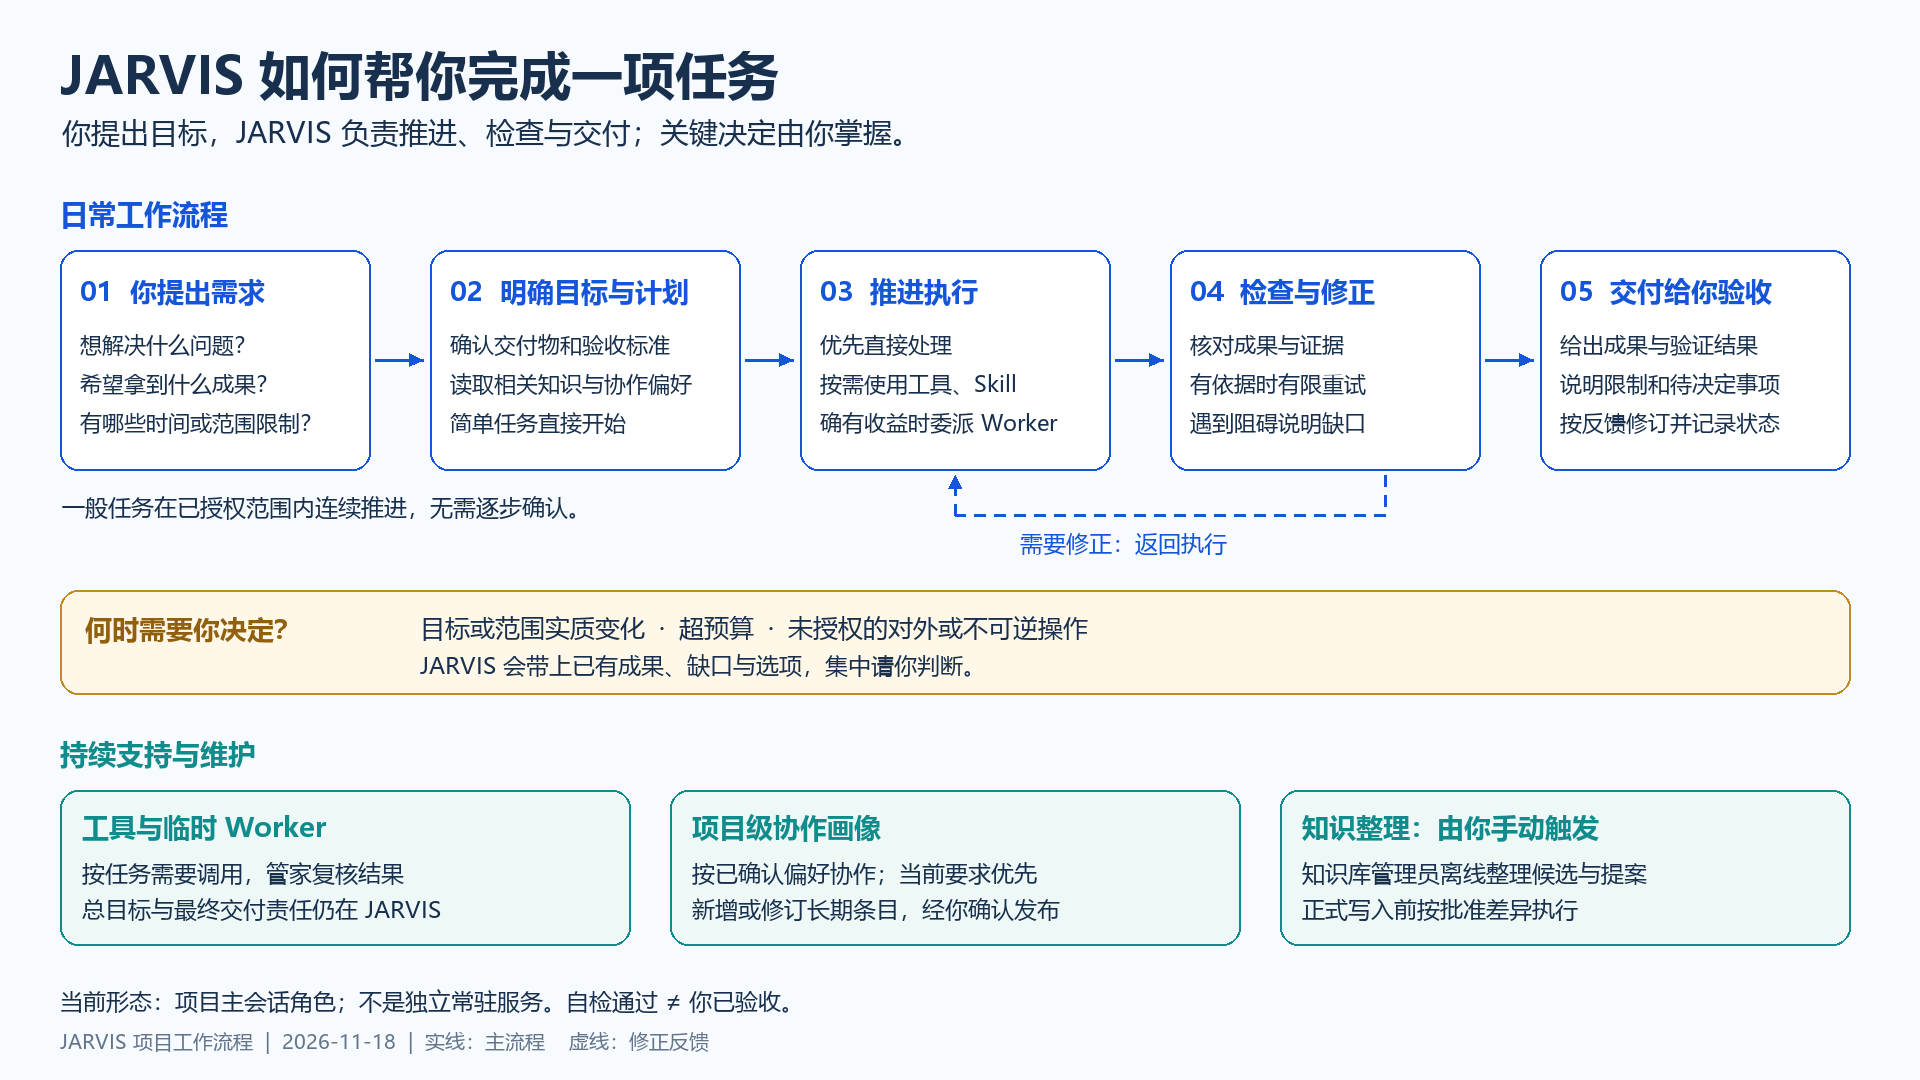 JARVIS 如何帮你完成一项任务
你提出目标，JARVIS 负责推进、检查与交付；关键决定由你掌握。
日常工作流程
01 你提出需求
想解决什么问题？
希望拿到什么成果？
有哪些时间或范围限制？
02 明确目标与计划
确认交付物和验收标准
读取相关知识与协作偏好
简单任务直接开始
03 推进执行
优先直接处理
按需使用工具、Skill
确有收益时委派 Worker
04 检查与修正
核对成果与证据
有依据时有限重试
遇到阻碍说明缺口
05 交付给你验收
给出成果与验证结果
说明限制和待决定事项
按反馈修订并记录状态
一般任务在已授权范围内连续推进，无需逐步确认。
需要修正：返回执行
何时需要你决定？
目标或范围实质变化 · 超预算 · 未授权的对外或不可逆操作
JARVIS 会带上已有成果、缺口与选项，集中请你判断。
持续支持与维护
工具与临时 Worker
按任务需要调用，管家复核结果
总目标与最终交付责任仍在 JARVIS
项目级协作画像
按已确认偏好协作；当前要求优先
新增或修订长期条目，经你确认发布
知识整理：由你手动触发
知识库管理员离线整理候选与提案
正式写入前按批准差异执行
当前形态：项目主会话角色；不是独立常驻服务。自检通过 ≠ 你已验收。
JARVIS 项目工作流程 | 2026-11-18 | 实线：主流程 虚线：修正反馈